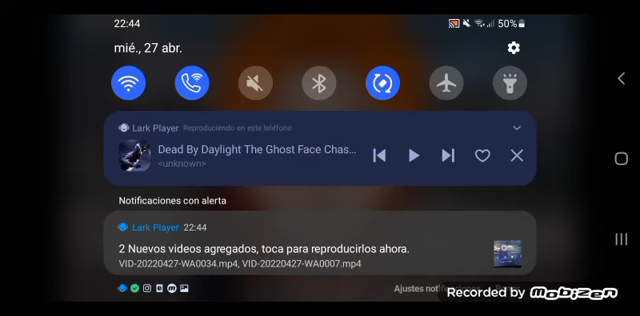 22:44
50%
mié., 27 abr.
Lark Player Reproduciendo en este teléfono
Dead By Daylight The Ghost Face Chas...
<unknown>
Notificaciones con alerta
Lark Player 22:44
2 Nuevos videos agregados, toca para reproducirlos ahora.
VID-20220427-WA0034.mp4, VID-20220427-WA0007.mp4
Ajustes
Recorded by MOBIZEN